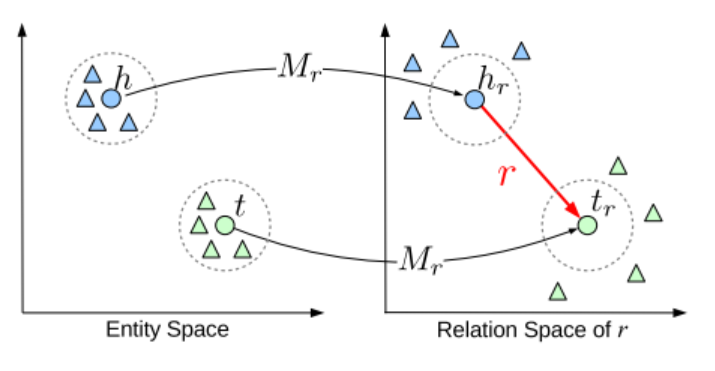 h
M_r
h_r
r
t
t_r
M_r
Entity Space
Relation Space of r